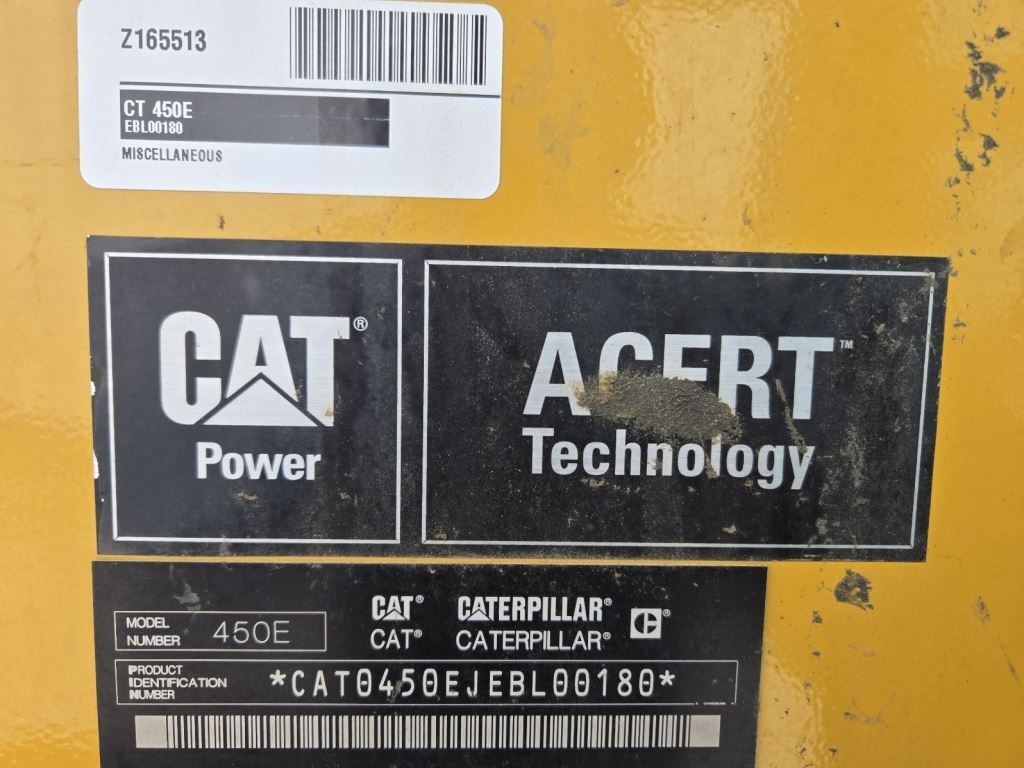 Z165513
CT 450E
EBL00180
MISCELLANEOUS
CAT®
Power
ACERT™
Technology
MODEL
NUMBER
450E
CAT® CATERPILLAR®
CAT® CATERPILLAR®
PRODUCT
IDENTIFICATION
NUMBER
*CAT0450EJEBL00180*